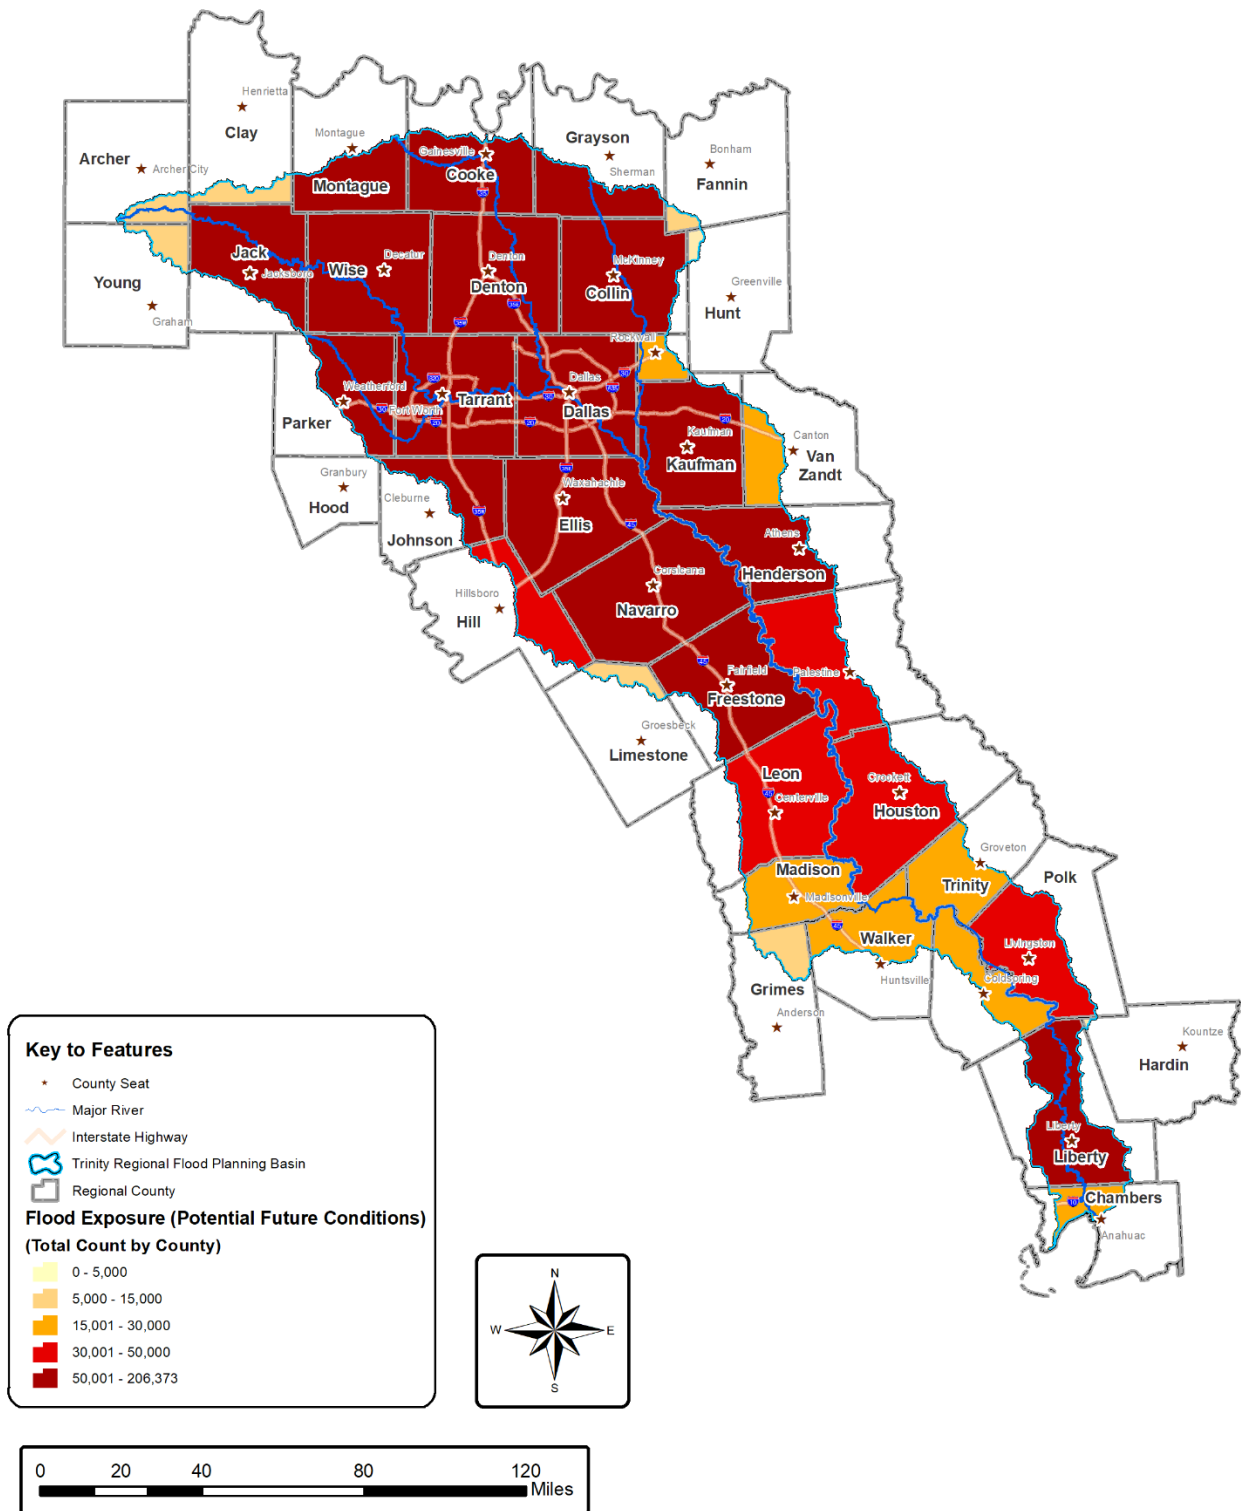 Henrietta
Clay
Montague
Grayson
Sherman
Bonham
Fannin
Archer
Archer City
Gainesville
Cooke
Montague
Jack
Jacksboro
Wise
Decatur
Denton
Denton
McKinney
Collin
Young
Graham
Greenville
Hunt
Rockwall
Weatherford
Fort Worth
Tarrant
Dallas
Dallas
Parker
Kaufman
Kaufman
Canton
Van
Zandt
Granbury
Hood
Cleburne
Johnson
Waxahachie
Ellis
Athens
Henderson
Hillsboro
Hill
Corsicana
Navarro
Palestine
Fairfield
Freestone
Groesbeck
Limestone
Leon
Centerville
Crockett
Houston
Madison
Madisonville
Groveton
Trinity
Polk
Walker
Huntsville
Livingston
Coldspring
Grimes
Anderson
Kountze
Hardin
Liberty
Liberty
Chambers
10
Anahuac
Key to Features
County Seat
Major River
Interstate Highway
Trinity Regional Flood Planning Basin
Regional County
Flood Exposure (Potential Future Conditions)
(Total Count by County)
0 - 5,000
5,000 - 15,000
15,001 - 30,000
30,001 - 50,000
50,001 - 206,373
N
W
E
S
0 20 40 80 120
Miles